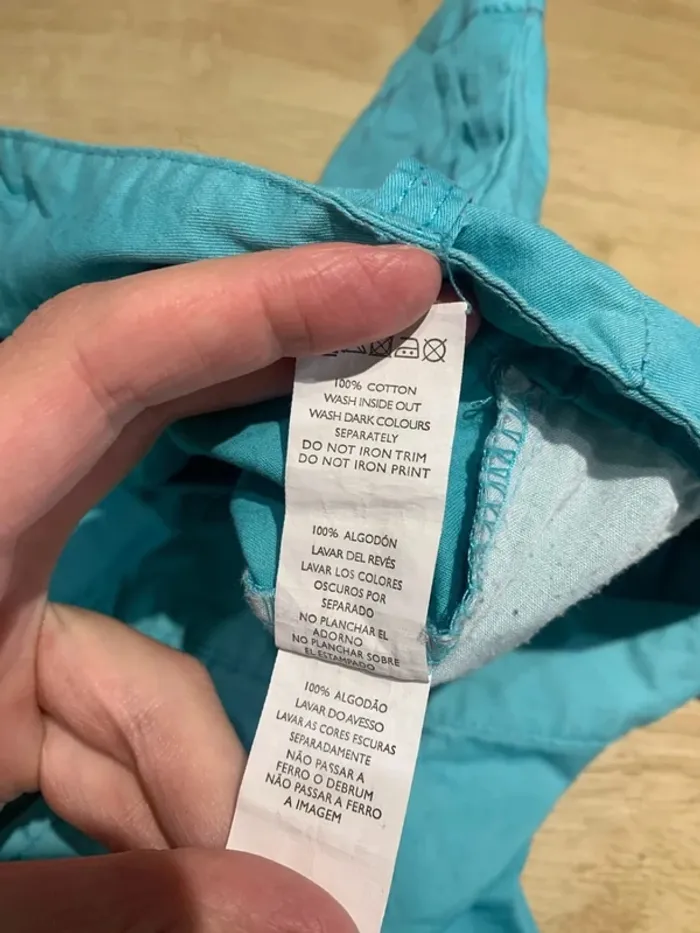 100% COTTON
WASH INSIDE OUT
WASH DARK COLOURS
SEPARATELY
DO NOT IRON TRIM
DO NOT IRON PRINT
100% ALGODÓN
LAVAR DEL REVÉS
LAVAR LOS COLORES
OSCUROS POR
SEPARADO
NO PLANCHAR EL
ADORNO
NO PLANCHAR SOBRE
EL ESTAMPADO
100% ALGODÃO
LAVAR DO AVESSO
LAVAR AS CORES ESCURAS
SEPARADAMENTE
NÃO PASSAR A
FERRO O DEBRUM
NÃO PASSAR A FERRO
A IMAGEM